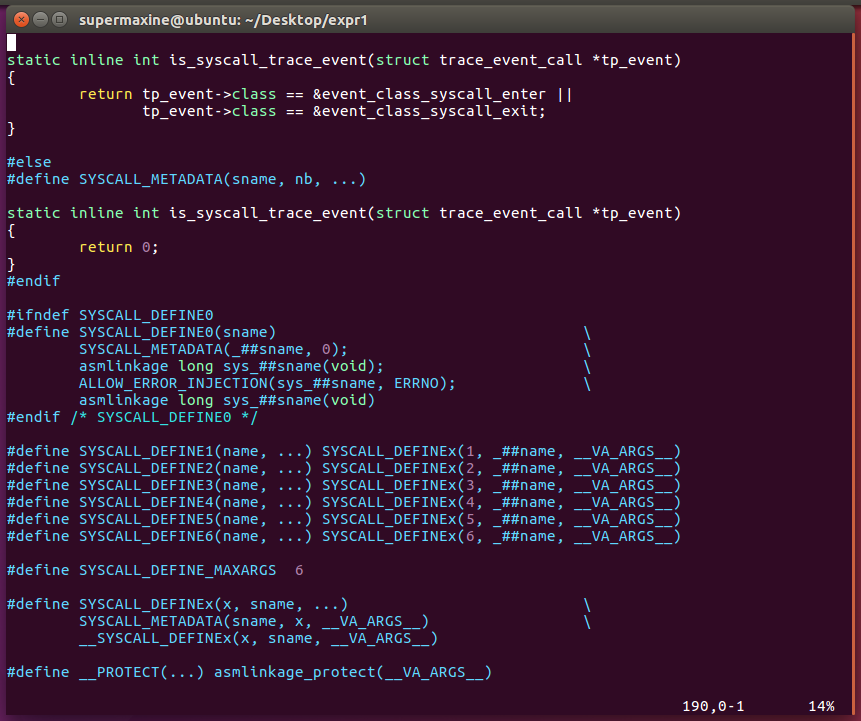 supermaxine@ubuntu: ~/Desktop/expr1
static inline int is_syscall_trace_event(struct trace_event_call *tp_event)
{
        return tp_event->class == &event_class_syscall_enter ||
               tp_event->class == &event_class_syscall_exit;
}
#else
#define SYSCALL_METADATA(sname, nb, ...)
static inline int is_syscall_trace_event(struct trace_event_call *tp_event)
{
        return 0;
}
#endif
#ifndef SYSCALL_DEFINE0
#define SYSCALL_DEFINE0(sname)                                  \
        SYSCALL_METADATA(_##sname, 0);                          \
        asmlinkage long sys_##sname(void);                      \
        ALLOW_ERROR_INJECTION(sys_##sname, ERRNO);              \
        asmlinkage long sys_##sname(void)
#endif /* SYSCALL_DEFINE0 */
#define SYSCALL_DEFINE1(name, ...) SYSCALL_DEFINEx(1, _##name, __VA_ARGS__)
#define SYSCALL_DEFINE2(name, ...) SYSCALL_DEFINEx(2, _##name, __VA_ARGS__)
#define SYSCALL_DEFINE3(name, ...) SYSCALL_DEFINEx(3, _##name, __VA_ARGS__)
#define SYSCALL_DEFINE4(name, ...) SYSCALL_DEFINEx(4, _##name, __VA_ARGS__)
#define SYSCALL_DEFINE5(name, ...) SYSCALL_DEFINEx(5, _##name, __VA_ARGS__)
#define SYSCALL_DEFINE6(name, ...) SYSCALL_DEFINEx(6, _##name, __VA_ARGS__)
#define SYSCALL_DEFINE_MAXARGS  6
#define SYSCALL_DEFINEx(x, sname, ...)                          \
        SYSCALL_METADATA(sname, x, __VA_ARGS__)                 \
        __SYSCALL_DEFINEx(x, sname, __VA_ARGS__)
#define __PROTECT(...) asmlinkage_protect(__VA_ARGS__)
190,0-1       14%